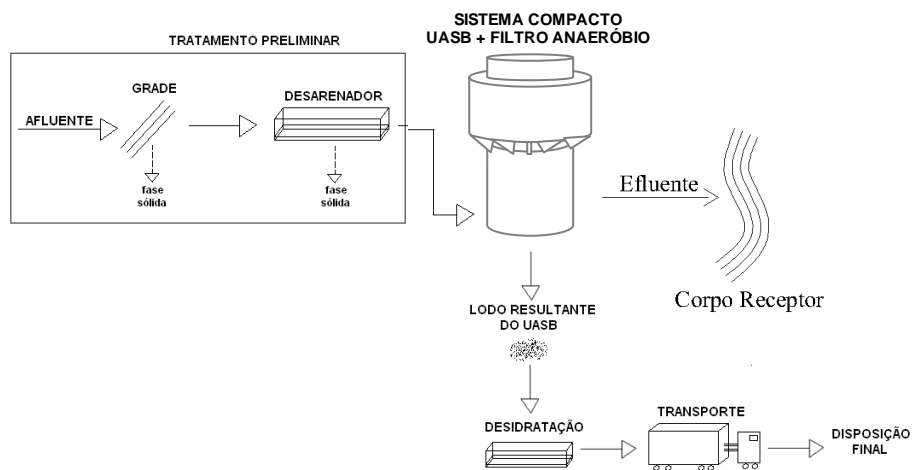 SISTEMA COMPACTO
UASB + FILTRO ANAERÓBIO
TRATAMENTO PRELIMINAR
GRADE
DESARENADOR
AFLUENTE
fase
sólida
fase
sólida
Efluente
Corpo Receptor
LODO RESULTANTE
DO UASB
DESIDRATAÇÃO
TRANSPORTE
DISPOSIÇÃO
FINAL